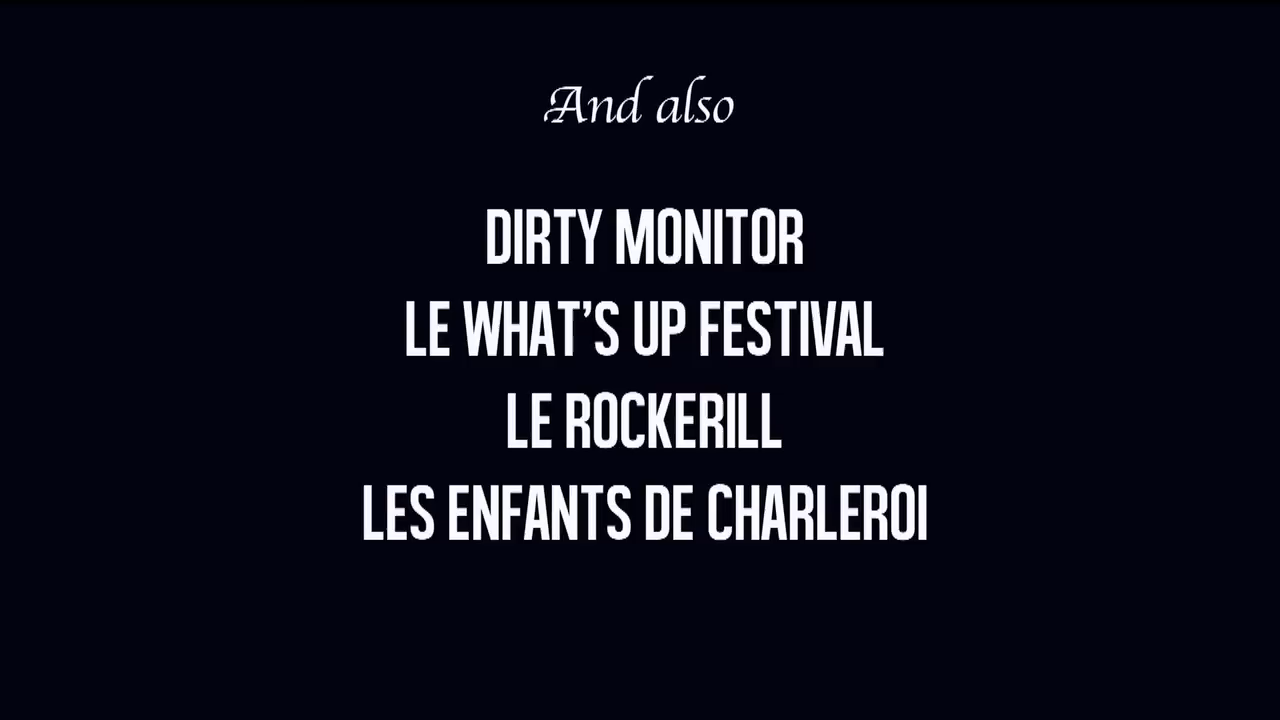 And also
DIRTY MONITOR
LE WHAT’S UP FESTIVAL
LE ROCKERILL
LES ENFANTS DE CHARLEROI